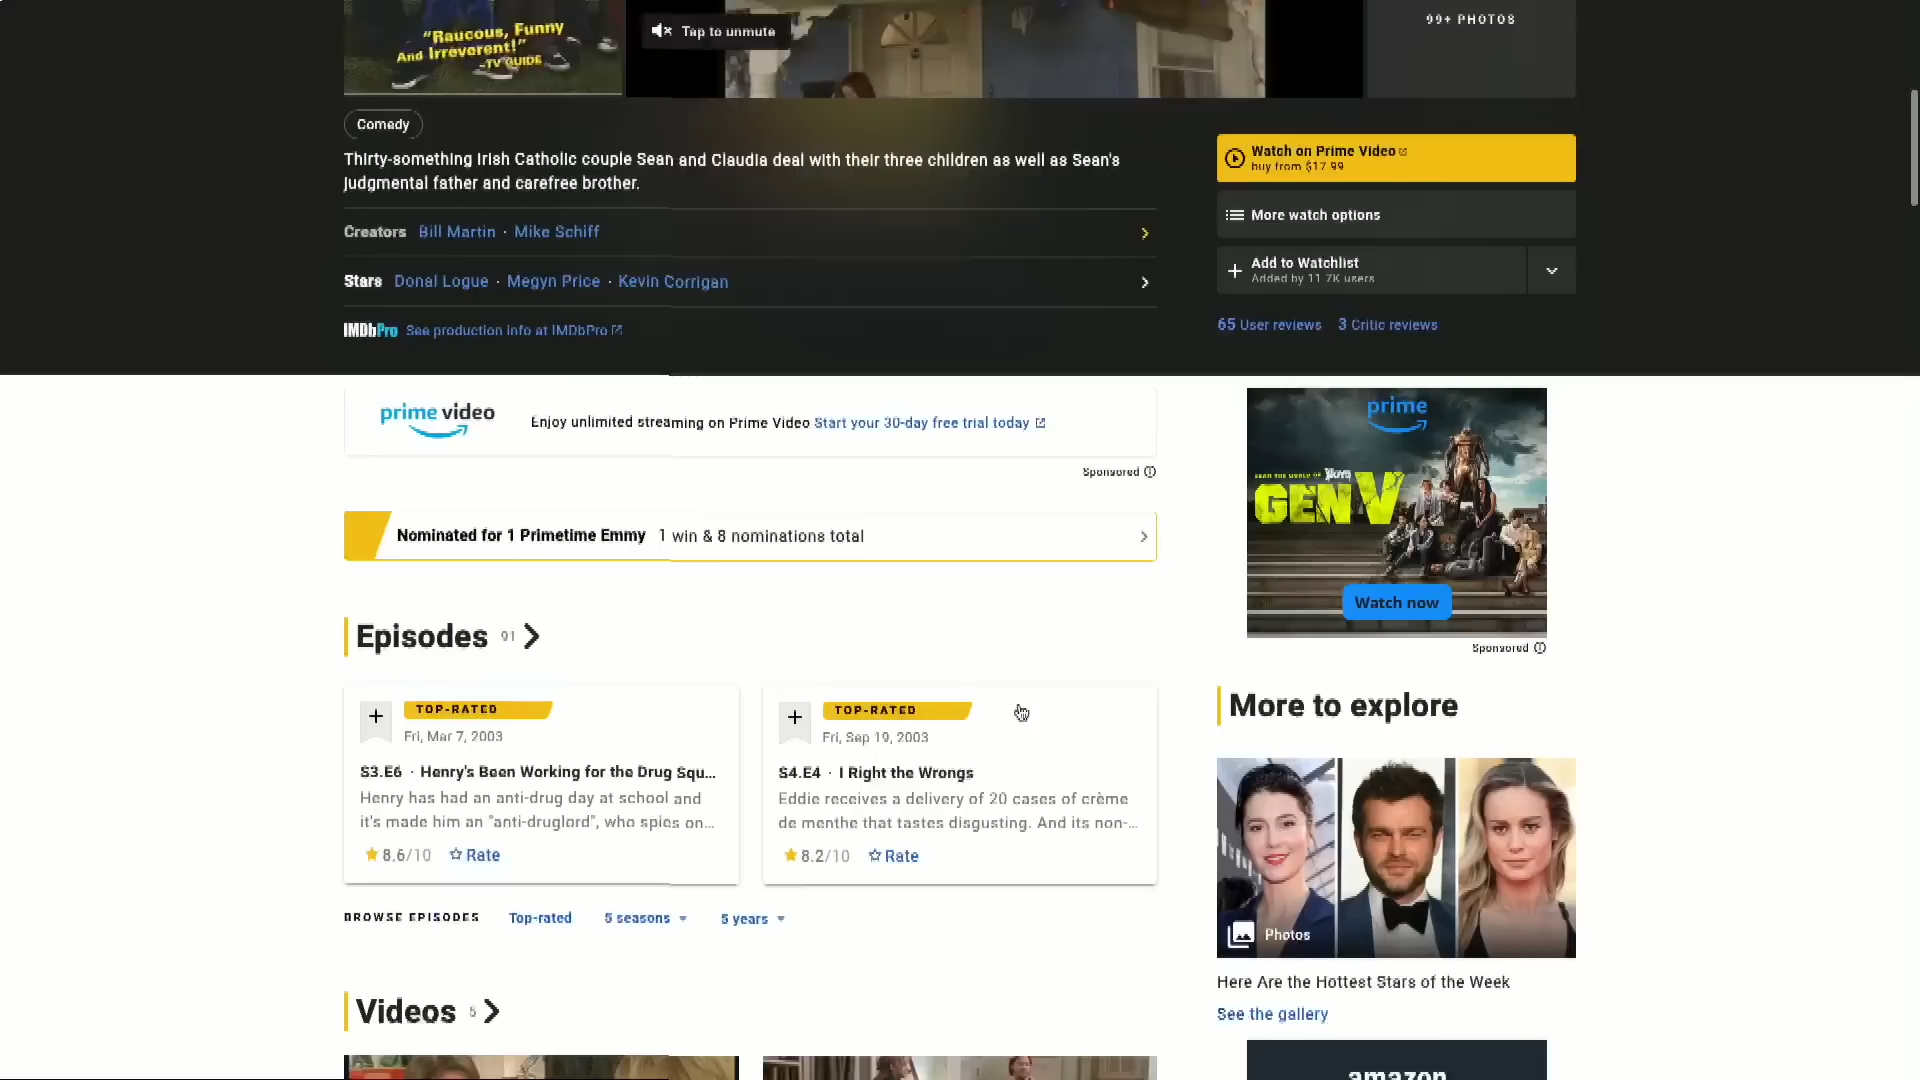 "Raucous, Funny
And Irreverent!"
-TV GUIDE
Tap to unmute
99+ PHOTOS
Comedy
Thirty-something Irish Catholic couple Sean and Claudia deal with their three children as well as Sean's
judgmental father and carefree brother.
Creators Bill Martin · Mike Schiff
Stars Donal Logue · Megyn Price · Kevin Corrigan
IMDbPro See production info at IMDbPro
Watch on Prime Video
buy from $17.99
More watch options
Add to Watchlist
Added by 11.7K users
65 User reviews 3 Critic reviews
prime video
Enjoy unlimited streaming on Prime Video Start your 30-day free trial today
Sponsored
Nominated for 1 Primetime Emmy 1 win & 8 nominations total
Episodes 91
TOP-RATED
Fri, Mar 7, 2003
S3.E6 · Henry's Been Working for the Drug Squ...
Henry has had an anti-drug day at school and
it's made him an "anti-druglord", who spies on...
8.6/10 Rate
TOP-RATED
Fri, Sep 19, 2003
S4.E4 · I Right the Wrongs
Eddie receives a delivery of 20 cases of crème
de menthe that tastes disgusting. And its non-...
8.2/10 Rate
BROWSE EPISODES Top-rated 5 seasons 5 years
Videos 5
prime
FROM THE WORLD OF THE BOYS
GEN V
Watch now
Sponsored
More to explore
Photos
Here Are the Hottest Stars of the Week
See the gallery
amazon